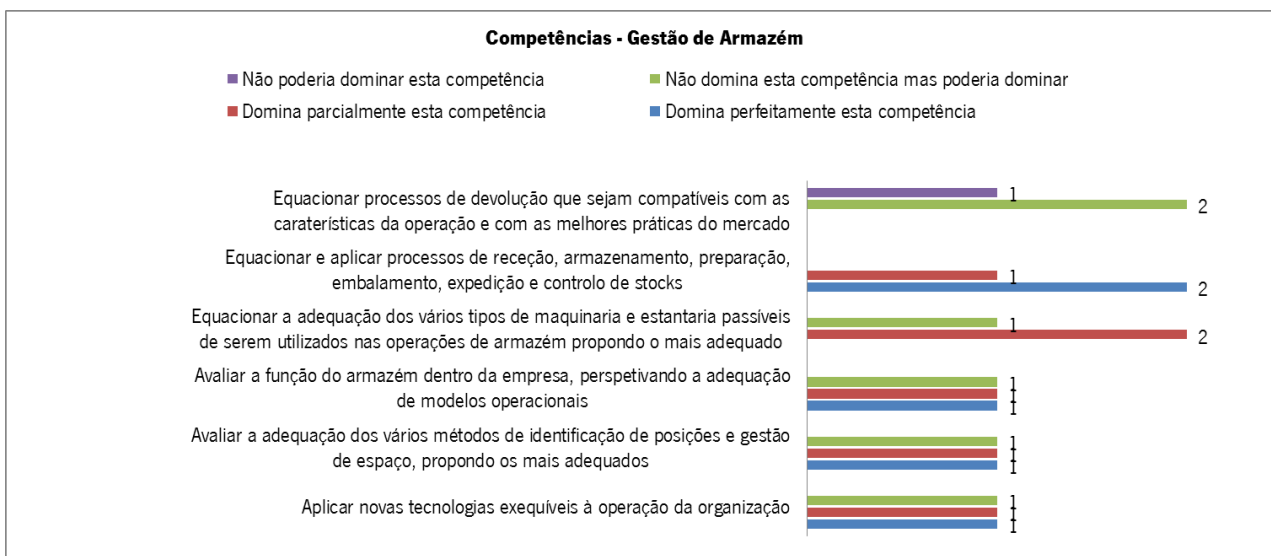 Competências - Gestão de Armazém
Não poderia dominar esta competência
Não domina esta competência mas poderia dominar
Domina parcialmente esta competência
Domina perfeitamente esta competência
Equacionar processos de devolução que sejam compatíveis com as
caraterísticas da operação e com as melhores práticas do mercado
1
2
Equacionar e aplicar processos de receção, armazenamento, preparação,
embalamento, expedição e controlo de stocks
1
2
Equacionar a adequação dos vários tipos de maquinaria e estantaria passíveis
de serem utilizados nas operações de armazém propondo o mais adequado
1
2
Avaliar a função do armazém dentro da empresa, perspetivando a adequação
de modelos operacionais
1
1
1
Avaliar a adequação dos vários métodos de identificação de posições e gestão
de espaço, propondo os mais adequados
1
1
1
Aplicar novas tecnologias exequíveis à operação da organização
1
1
1